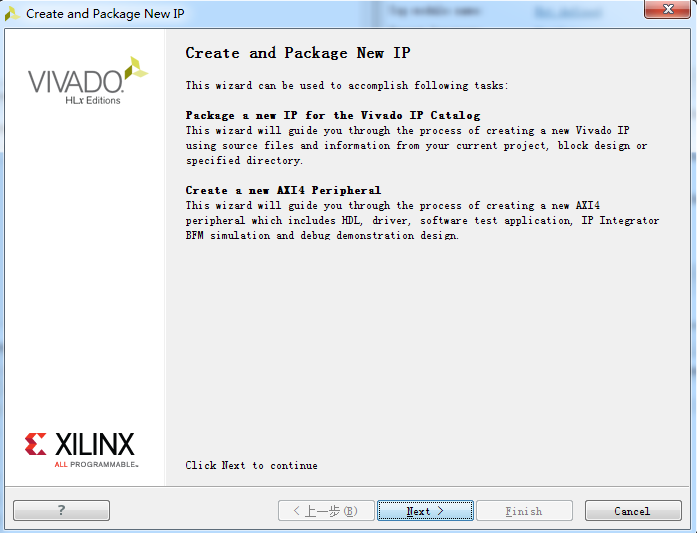 Create and Package New IP
Create and Package New IP
VIVADO.
HLx Editions
This wizard can be used to accomplish following tasks:
Package a new IP for the Vivado IP Catalog
This wizard will guide you through the process of creating a new Vivado IP
using source files and information from your current project, block design or
specified directory.
Create a new AXI4 Peripheral
This wizard will guide you through the process of creating a new AXI4
peripheral which includes HDL, driver, software test application, IP Integrator
BFM simulation and debug demonstration design.
XILINX
ALL PROGRAMMABLE™
Click Next to continue
? < 上一步(B) Next > Finish Cancel